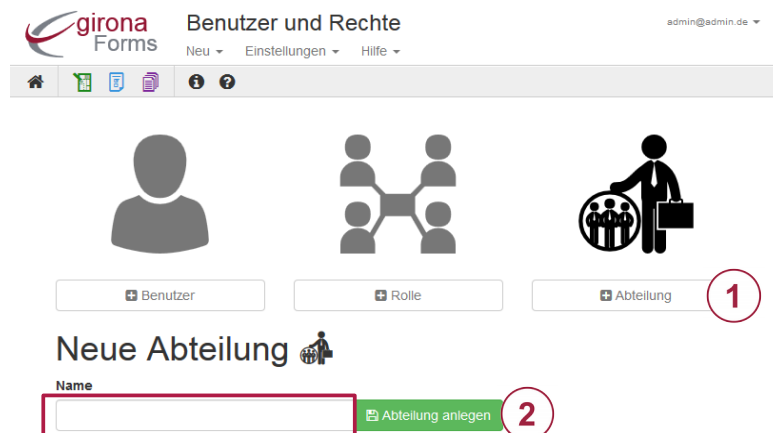 girona
Forms
Benutzer und Rechte
admin@admin.de
Neu Einstellungen Hilfe
Benutzer
Rolle
Abteilung
1
Neue Abteilung
Name
Abteilung anlegen
2